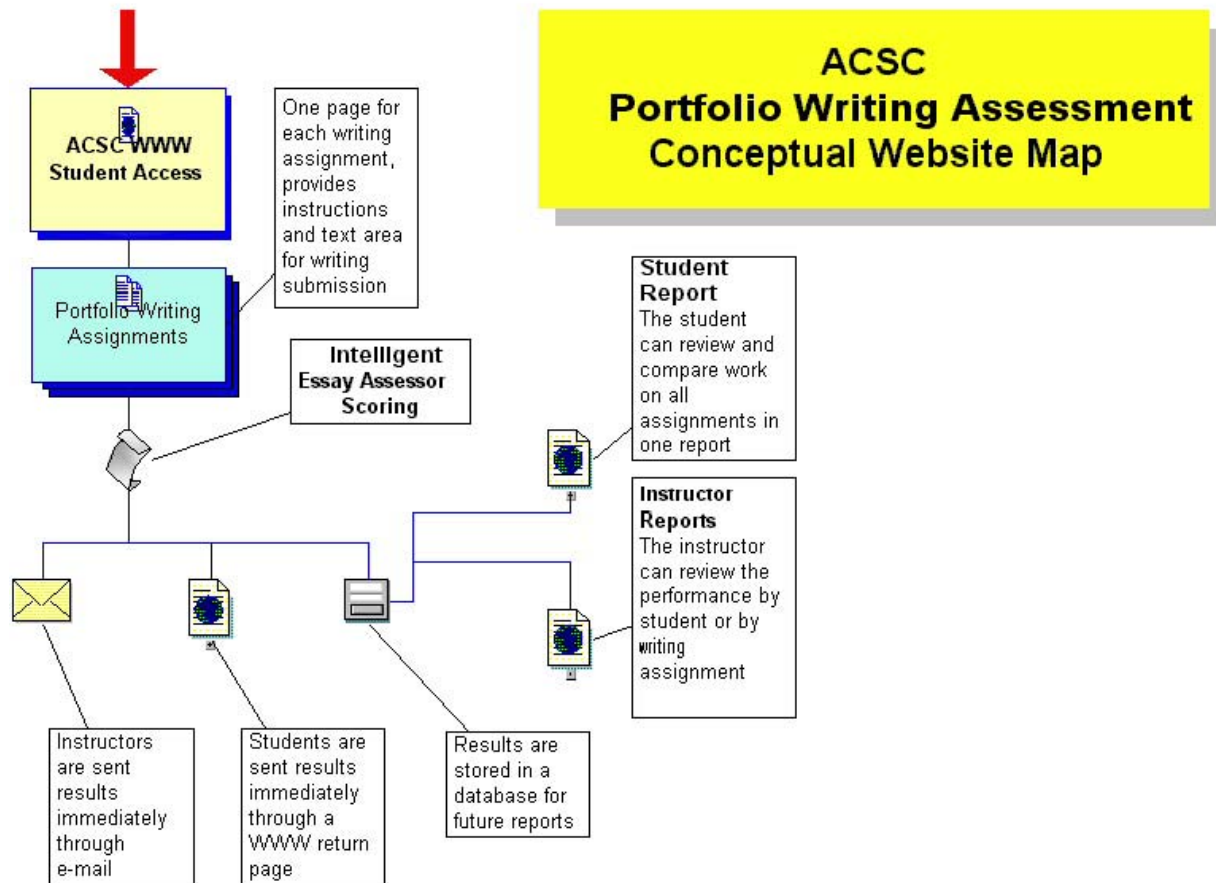 ACSC
Portfolio Writing Assessment
Conceptual Website Map
ACSC WWW
Student Access
One page for
each writing
assignment,
provides
instructions
and text area
for writing
submission
Portfolio Writing
Assignments
Intelligent
Essay Assessor
Scoring
Student
Report
The student
can review and
compare work
on all
assignments in
one report
Instructor
Reports
The instructor
can review the
performance by
student or by
writing
assignment
Instructors
are sent
results
immediately
through
e-mail
Students are
sent results
immediately
through a
WWW return
page
Results are
stored in a
database for
future reports